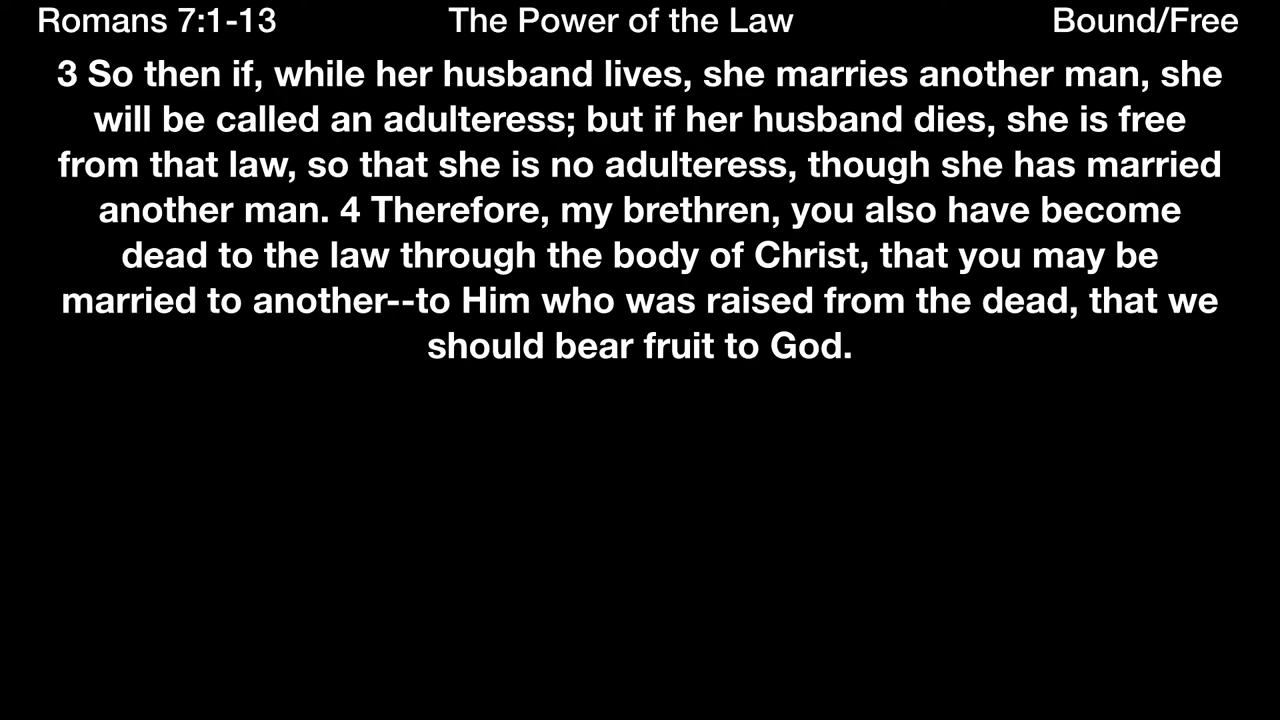 Romans 7:1-13 The Power of the Law Bound/Free
3 So then if, while her husband lives, she marries another man, she
will be called an adulteress; but if her husband dies, she is free
from that law, so that she is no adulteress, though she has married
another man. 4 Therefore, my brethren, you also have become
dead to the law through the body of Christ, that you may be
married to another--to Him who was raised from the dead, that we
should bear fruit to God.